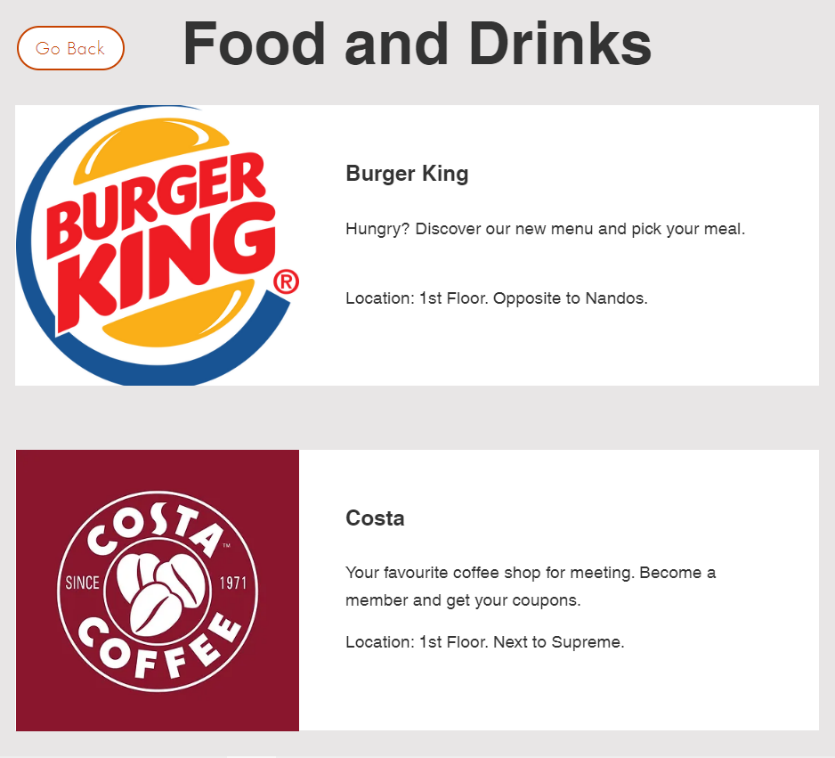 Go Back
Food and Drinks
BURGER
KING
®
Burger King
Hungry? Discover our new menu and pick your meal.
Location: 1st Floor. Opposite to Nandos.
COSTA
™
SINCE 1971
COFFEE
Costa
Your favourite coffee shop for meeting. Become a
member and get your coupons.
Location: 1st Floor. Next to Supreme.